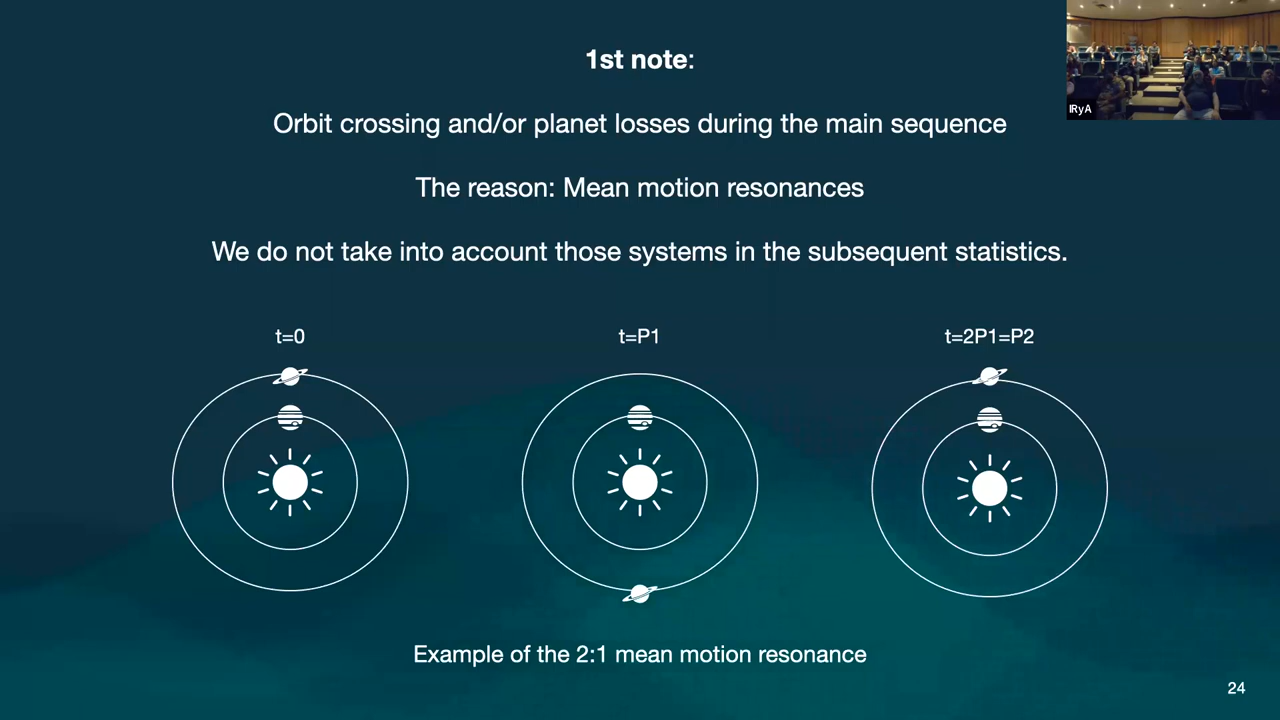 1st note:
IRyA
Orbit crossing and/or planet losses during the main sequence
The reason: Mean motion resonances
We do not take into account those systems in the subsequent statistics.
t=0
t=P1
t=2P1=P2
Example of the 2:1 mean motion resonance
24